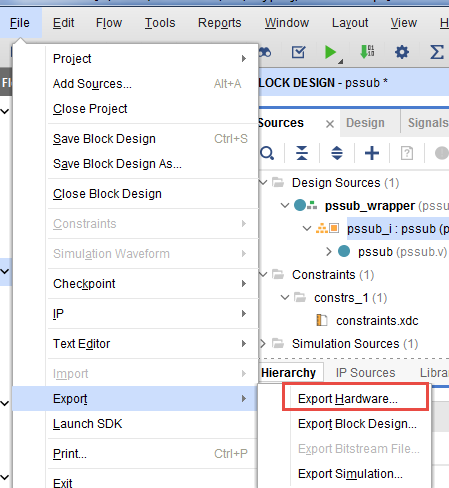 File Edit Flow Tools Reports Window Layout View
LOCK DESIGN - pssub *
Project
Add Sources... Alt+A
Close Project
Save Block Design Ctrl+S
Save Block Design As...
Close Block Design
Constraints
Simulation Waveform
Checkpoint
IP
Text Editor
Import
Export
Launch SDK
Print... Ctrl+P
Exit
Sources Design Signals
Design Sources (1)
pssub_wrapper (pssu
pssub_i : pssub (p
pssub (pssub.v)
Constraints (1)
constrs_1 (1)
constraints.xdc
Simulation Sources (1)
Hierarchy IP Sources Librar
Export Hardware...
Export Block Design...
Export Bitstream File...
Export Simulation...